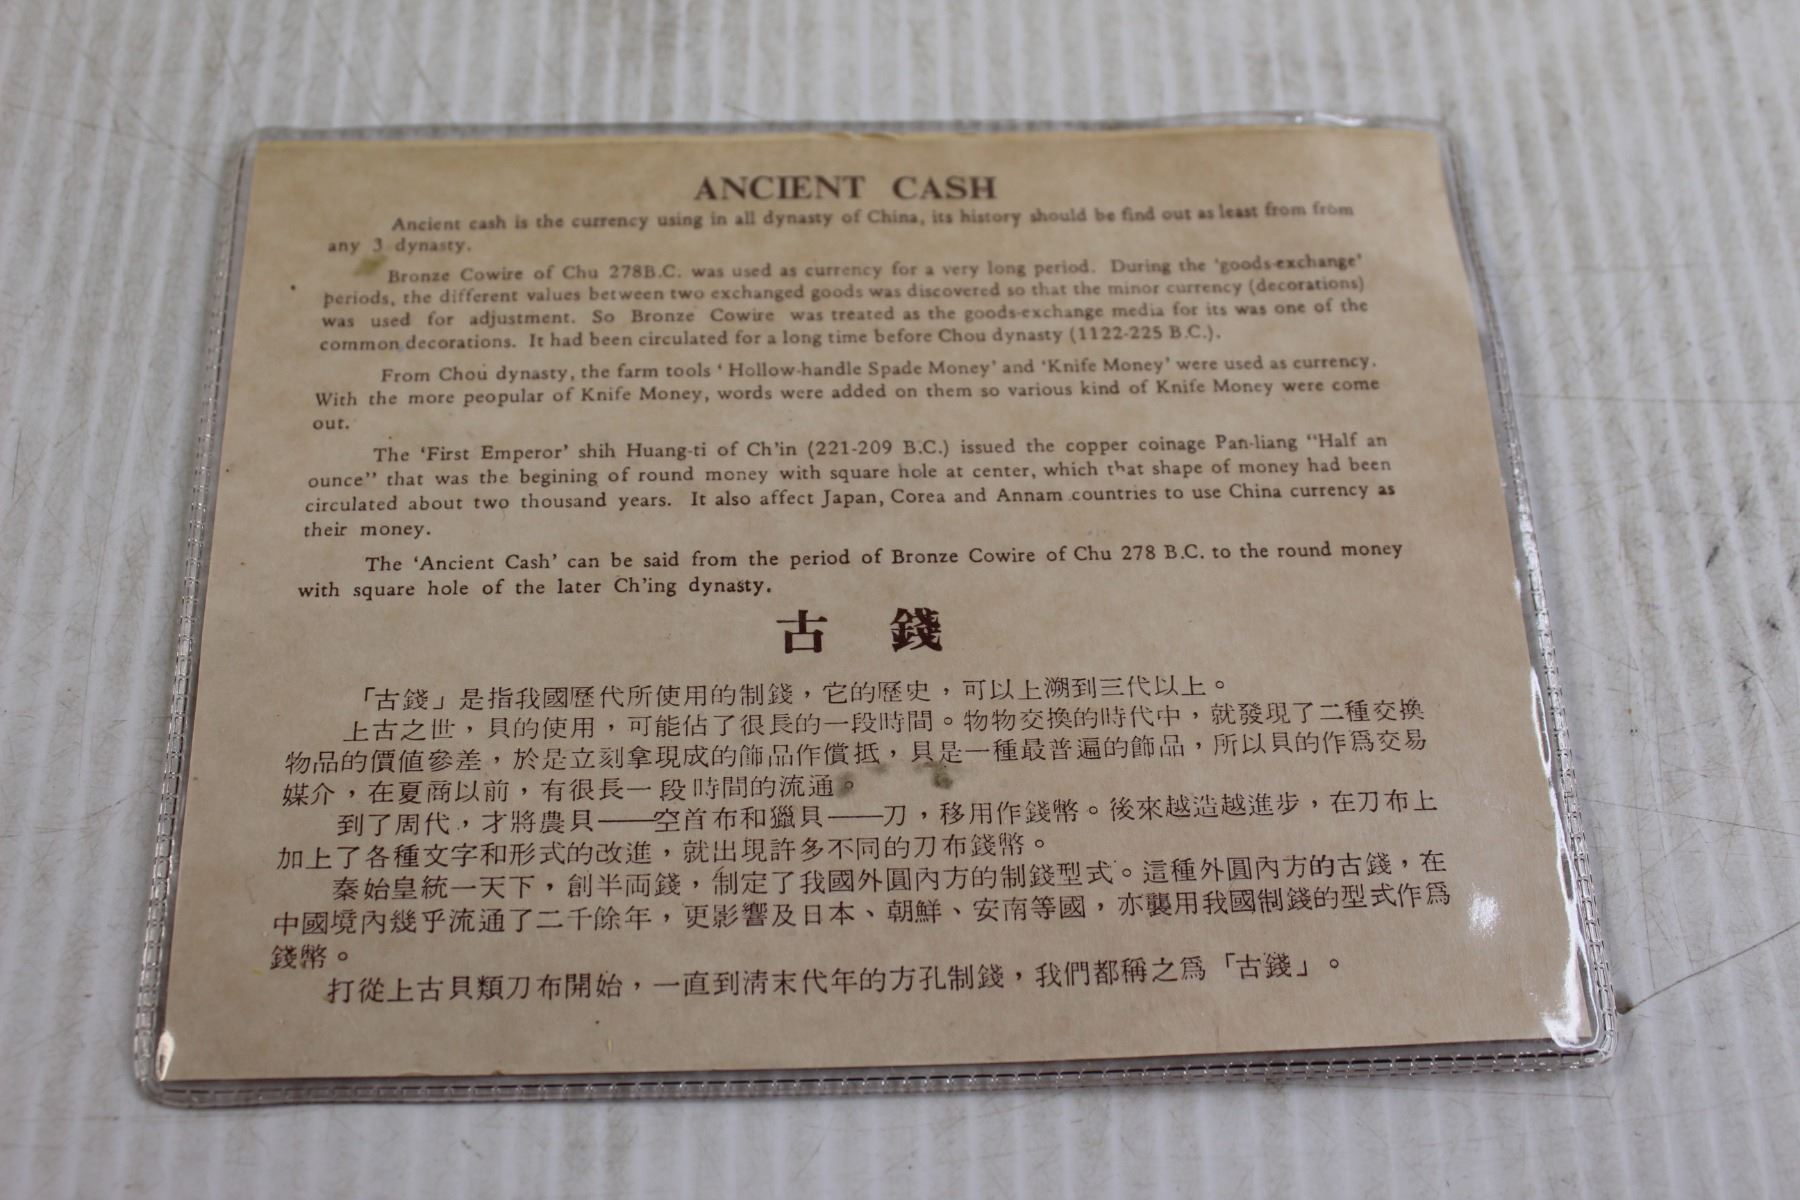 ANCIENT CASH
Ancient cash is the currency using in all dynasty of China, its history should be find out as least from from
any 3 dynasty.
Bronze Cowire of Chu 278B.C. was used as currency for a very long period. During the 'goods-exchange'
periods, the different values between two exchanged goods was discovered so that the minor currency (decorations)
was used for adjustment. So Bronze Cowire was treated as the goods-exchange media for its was one of the
common decorations. It had been circulated for a long time before Chou dynasty (1122-225 B.C.).
From Chou dynasty, the farm tools 'Hollow-handle Spade Money' and 'Knife Money' were used as currency.
With the more peopular of Knife Money, words were added on them so various kind of Knife Money were come
out.
The 'First Emperor' shih Huang-ti of Ch'in (221-209 B.C.) issued the copper coinage Pan-liang "Half an
ounce" that was the begining of round money with square hole at center, which that shape of money had been
circulated about two thousand years. It also affect Japan, Corea and Annam countries to use China currency as
their money.
The 'Ancient Cash' can be said from the period of Bronze Cowire of Chu 278 B.C. to the round money
with square hole of the later Ch'ing dynasty.
古 錢
「古錢」是指我國歷代所使用的制錢，它的歷史，可以上溯到三代以上。
上古之世，貝的使用，可能佔了很長的一段時間。物物交換的時代中，就發現了二種交換
物品的價値參差，於是立刻拿現成的飾品作償抵，貝是一種最普遍的飾品，所以貝的作爲交易
媒介，在夏商以前，有很長一段時間的流通。
到了周代，才將農貝——空首布和獵貝——刀，移用作錢幣。後來越造越進步，在刀布上
加上了各種文字和形式的改進，就出現許多不同的刀布錢幣。
秦始皇統一天下，創半両錢，制定了我國外圓內方的制錢型式。這種外圓內方的古錢，在
中國境內幾乎流通了二千餘年，更影響及日本、朝鮮、安南等國，亦襲用我國制錢的型式作爲
錢幣。
打從上古貝類刀布開始，一直到淸末代年的方孔制錢，我們都稱之爲「古錢」。